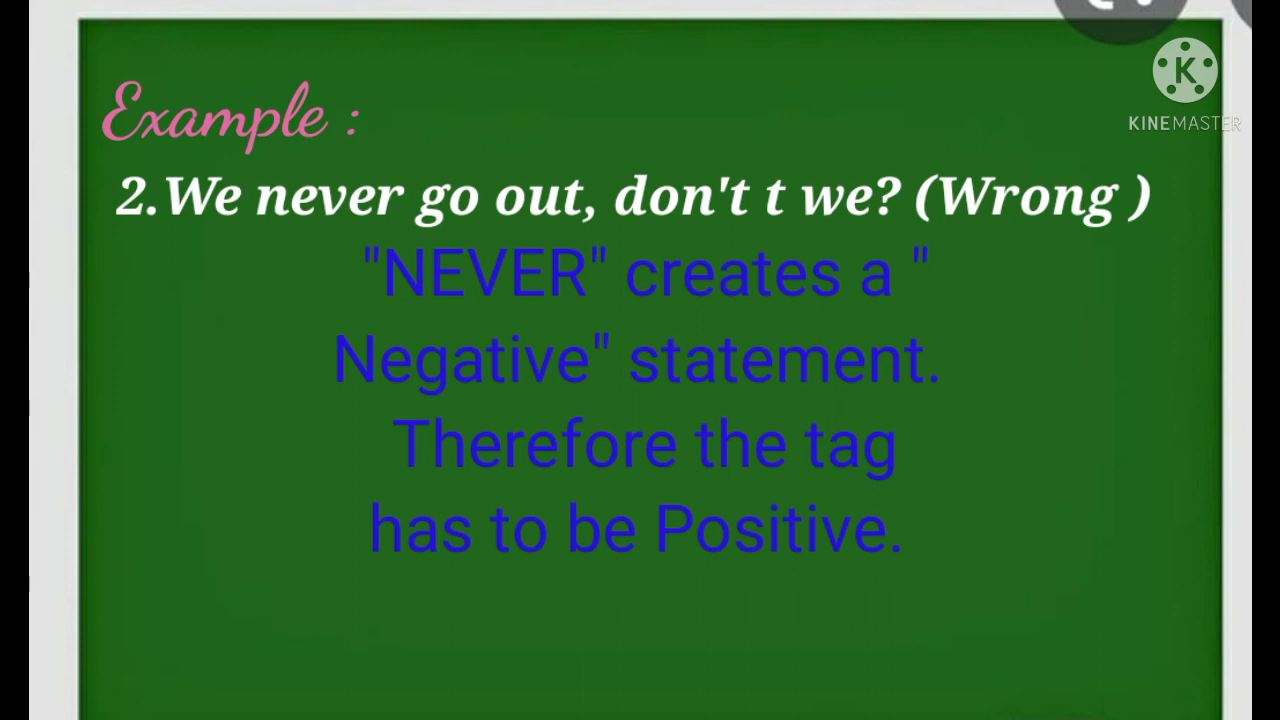 Example :
KINEMASTER
2.We never go out, don't t we? (Wrong )
"NEVER" creates a "
Negative" statement.
Therefore the tag
has to be Positive.